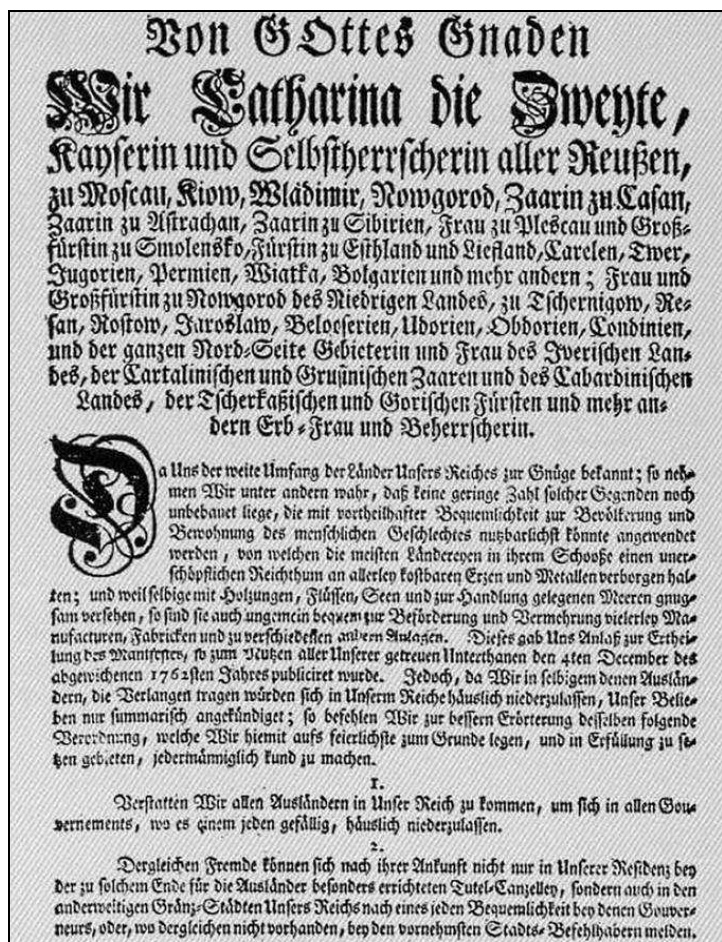 Von GOttes Gnaden
Wir Catharina die Zweyte,
Kayserin und Selbstherrscherin aller Reußen,
zu Moscau, Kiow, Wladimir, Nowgorod, Zaarin zu Casan,
Zaarin zu Astrachan, Zaarin zu Sibirien, Frau zu Plescau und Groß-
fürstin zu Smolensko, Fürstin zu Esthland und Liefland, Carelen, Twer,
Jugorien, Permien, Wiatka, Bolgarien und mehr andern; Frau und
Großfürstin zu Nowgorod des Niedrigen Landes, zu Tschernigow, Re-
san, Rostow, Jaroslaw, Beloserien, Udorien, Obdorien, Condinien,
und der ganzen Nord-Seite Gebieterin und Frau des Iverischen Lan-
des, der Cartalinischen und Grusinischen Zaaren und des Cabardinischen
Landes, der Tscherkaßischen und Gorischen Fürsten und mehr an-
dern Erb-Frau und Beherrscherin.
Da Uns der weite Umfang der Länder Unsers Reiches zur Gnüge bekannt; so neh-
men Wir unter andern wahr, daß keine geringe Zahl solcher Gegenden noch
unbebauet liege, die mit vortheilhafter Bequemlichkeit zur Bevölkerung und
Bewohnung des menschlichen Geschlechtes nutzbarlichst könnte angewendet
werden, von welchen die meisten Ländereyen in ihrem Schooße einen uner-
schöpflichen Reichthum an allerley kostbaren Erzen und Metallen verborgen hal-
ten; und weil selbige mit Holzungen, Flüssen, Seen und zur Handlung gelegenen Meeren gnug-
sam versehen, so sind sie auch ungemein bequem zur Beförderung und Vermehrung vielerley Ma-
nufacturen, Fabricken und zu verschiedenen andern Anlagen. Dieses gab Uns Anlaß zur Erthei-
lung des Manifestes, so zum Nutzen aller Unserer getreuen Unterthanen den 4ten December des
abgewichenen 1762sten Jahres publiciret wurde. Jedoch, da Wir in selbigem denen Auslän-
dern, die Verlangen tragen würden sich in Unserm Reiche häuslich niederzulassen, Unser Belie-
ben nur summarisch angekündiget; so befehlen Wir zur bessern Erörterung desselben folgende
Verordnung, welche Wir hiemit aufs feierlichste zum Grunde legen, und in Erfüllung zu se-
tzen gebieten, jedermänniglich kund zu machen.
1.
Verstatten Wir allen Ausländern in Unser Reich zu kommen, um sich in allen Gou-
vernements, wo es einem jeden gefällig, häuslich niederzulassen.
2.
Dergleichen Fremde können sich nach ihrer Ankunft nicht nur in Unserer Residenz bey
der zu solchem Ende für die Ausländer besonders errichteten Tutel-Canzelley, sondern auch in den
anderweitigen Gränz-Städten Unsers Reichs nach eines jeden Bequemlichkeit bey denen Gouver-
neurs, oder, wo dergleichen nicht vorhanden, bey den vornehmsten Stadts-Befehlhabern melden.